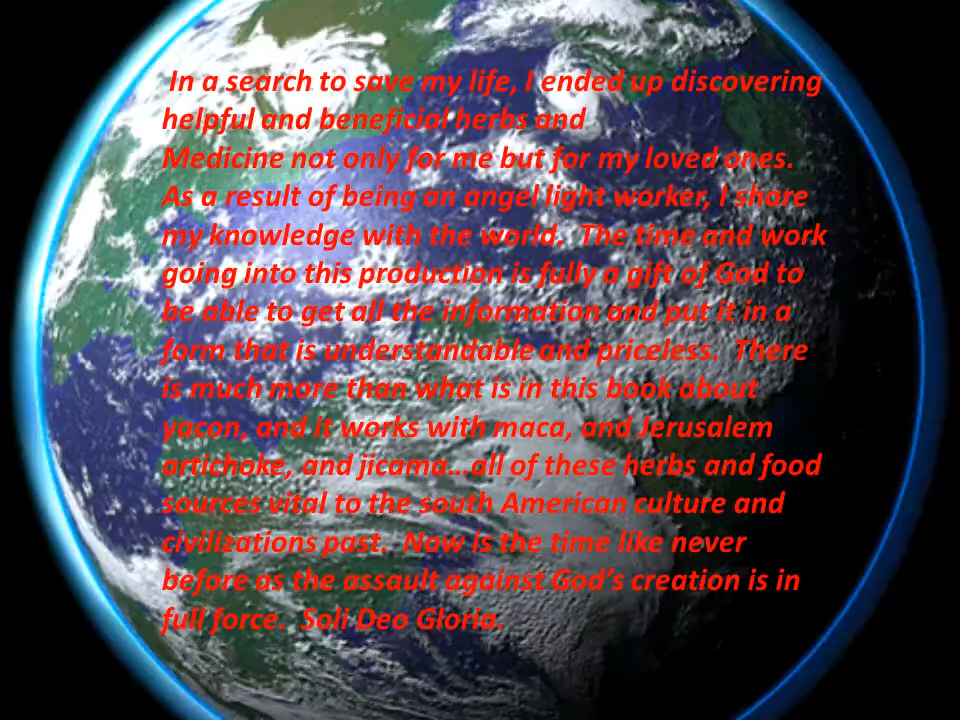 In a search to save my life, I ended up discovering
helpful and beneficial herbs and
Medicine not only for me but for my loved ones.
As a result of being an angel light worker, I share
my knowledge with the world.  The time and work
going into this production is fully a gift of God to
be able to get all the information and put it in a
form that is understandable and priceless.  There
is much more than what is in this book about
yacon, and it works with maca, and Jerusalem
artichoke, and jicama...all of these herbs and food
sources vital to the south American culture and
civilizations past.  Now is the time like never
before as the assault against God's creation is in
full force.  Soli Deo Gloria.